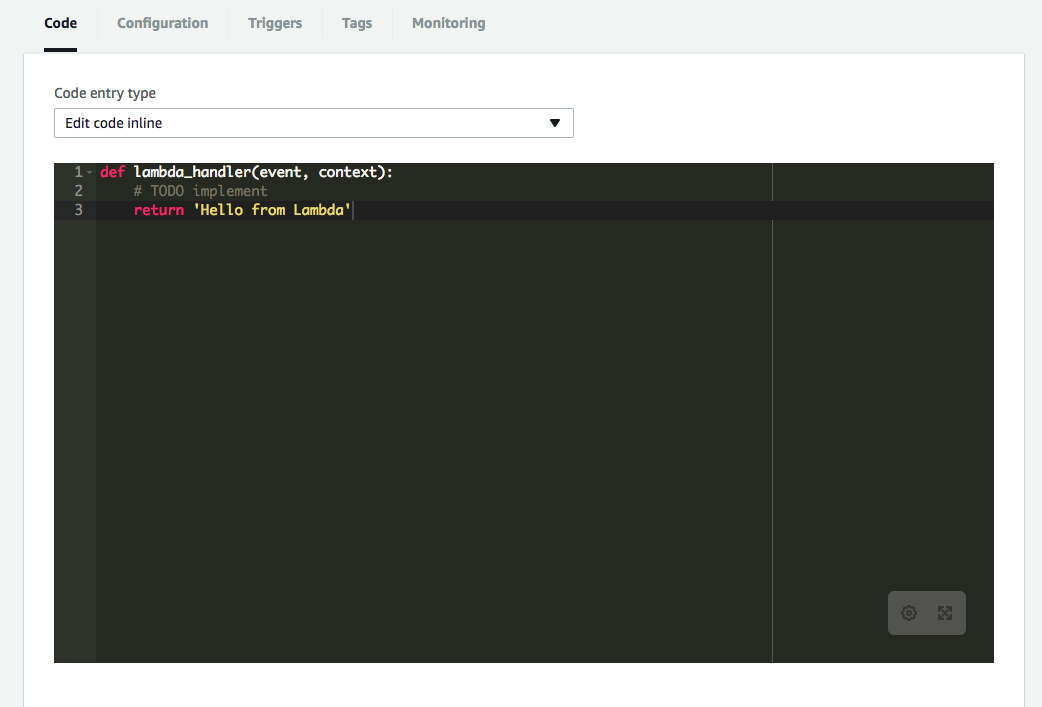 Code Configuration Triggers Tags Monitoring
Code entry type
Edit code inline
1 def lambda_handler(event, context):
2     # TODO implement
3     return 'Hello from Lambda'